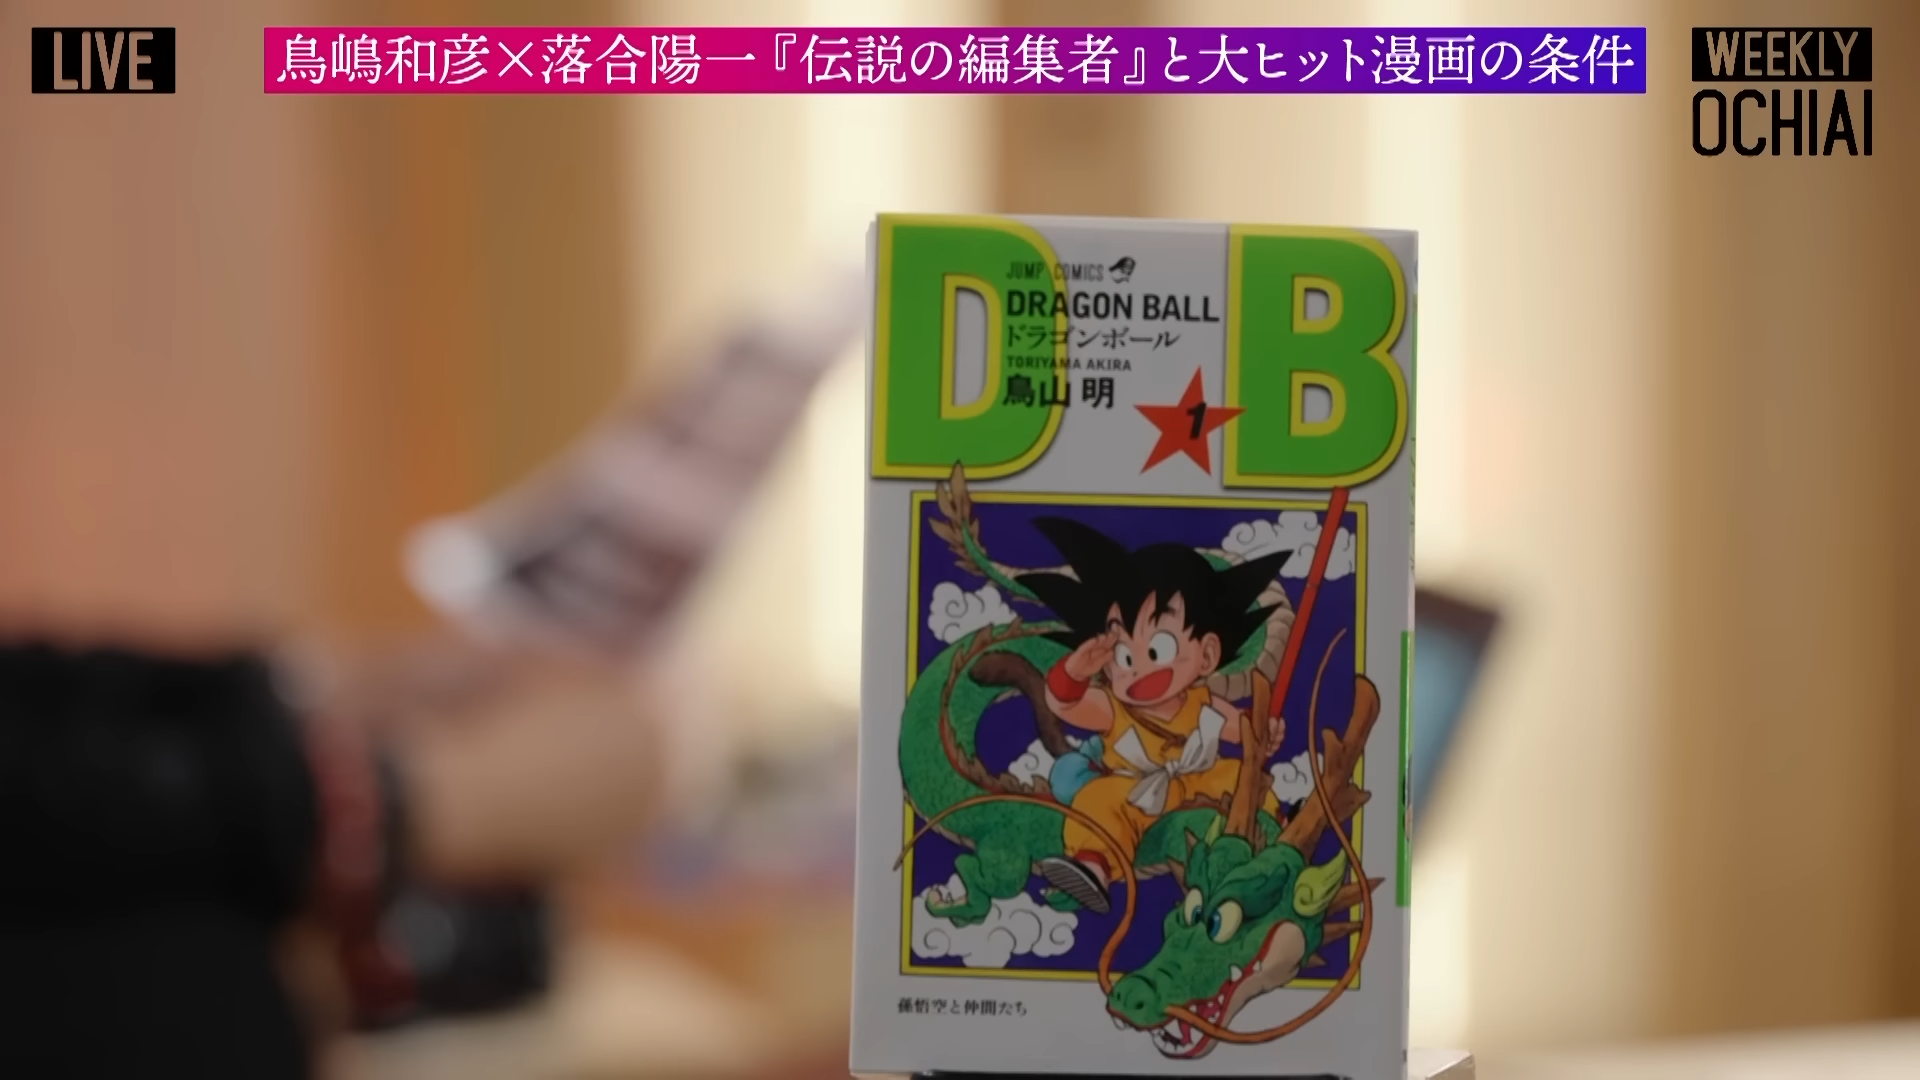 LIVE
鳥嶋和彦×落合陽一『伝説の編集者』と大ヒット漫画の条件
WEEKLY
OCHIAI
D B
JUMP COMICS
DRAGON BALL
ドラゴンボール
TORIYAMA AKIRA
鳥山 明
1
孫悟空と仲間たち